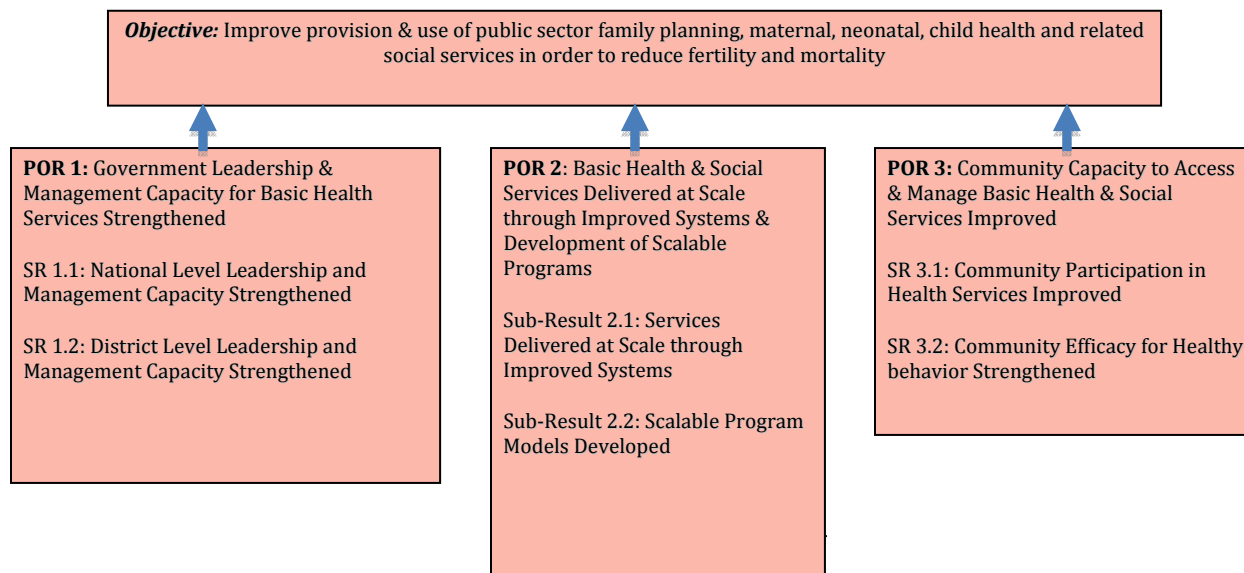 Objective: Improve provision & use of public sector family planning, maternal, neonatal, child health and related
social services in order to reduce fertility and mortality
POR 1: Government Leadership &
Management Capacity for Basic Health
Services Strengthened
SR 1.1: National Level Leadership and
Management Capacity Strengthened
SR 1.2: District Level Leadership and
Management Capacity Strengthened
POR 2: Basic Health & Social
Services Delivered at Scale
through Improved Systems &
Development of Scalable
Programs
Sub-Result 2.1: Services
Delivered at Scale through
Improved Systems
Sub-Result 2.2: Scalable Program
Models Developed
POR 3: Community Capacity to Access
& Manage Basic Health & Social
Services Improved
SR 3.1: Community Participation in
Health Services Improved
SR 3.2: Community Efficacy for Healthy
behavior Strengthened